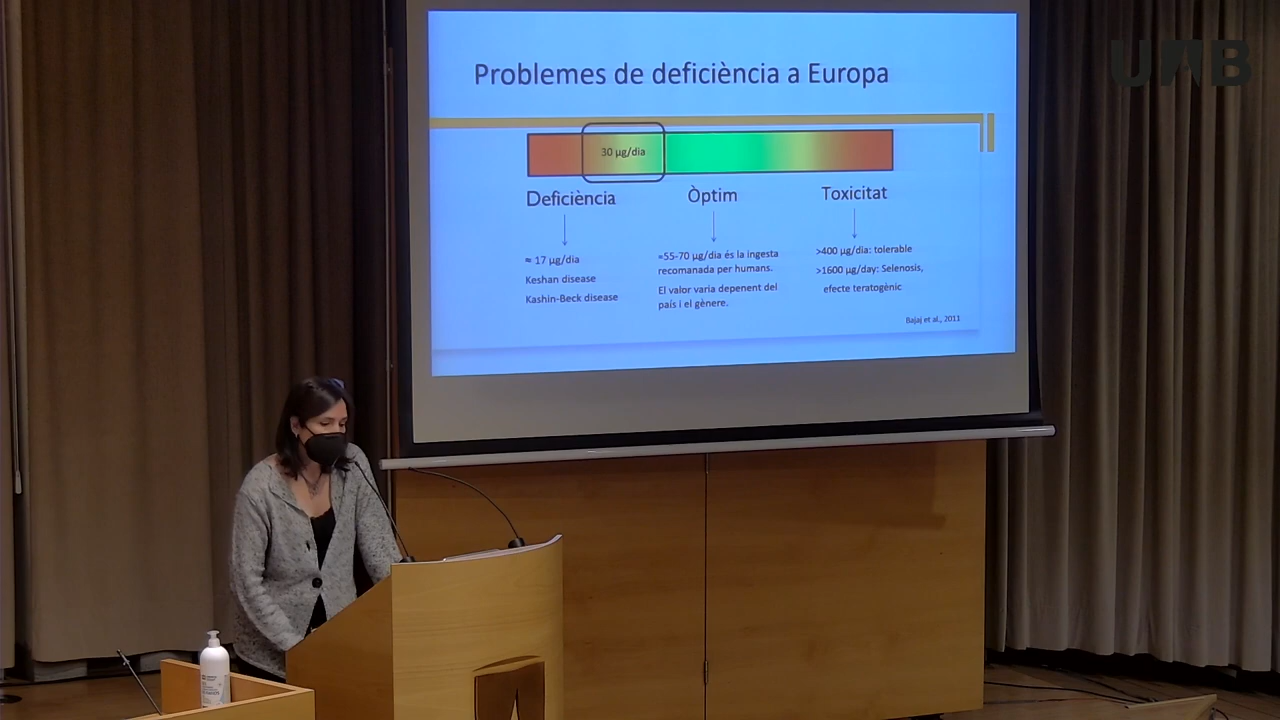 UAB
Problemes de deficiència a Europa
30 µg/dia
Deficiència
Òptim
Toxicitat
≈ 17 µg/dia
Keshan disease
Kashin-Beck disease
≈55-70 µg/dia és la ingesta
recomanada per humans.
El valor varia depenent del
país i el gènere.
>400 µg/dia: tolerable
>1600 µg/day: Selenosis,
efecte teratogènic
Bajaj et al., 2011